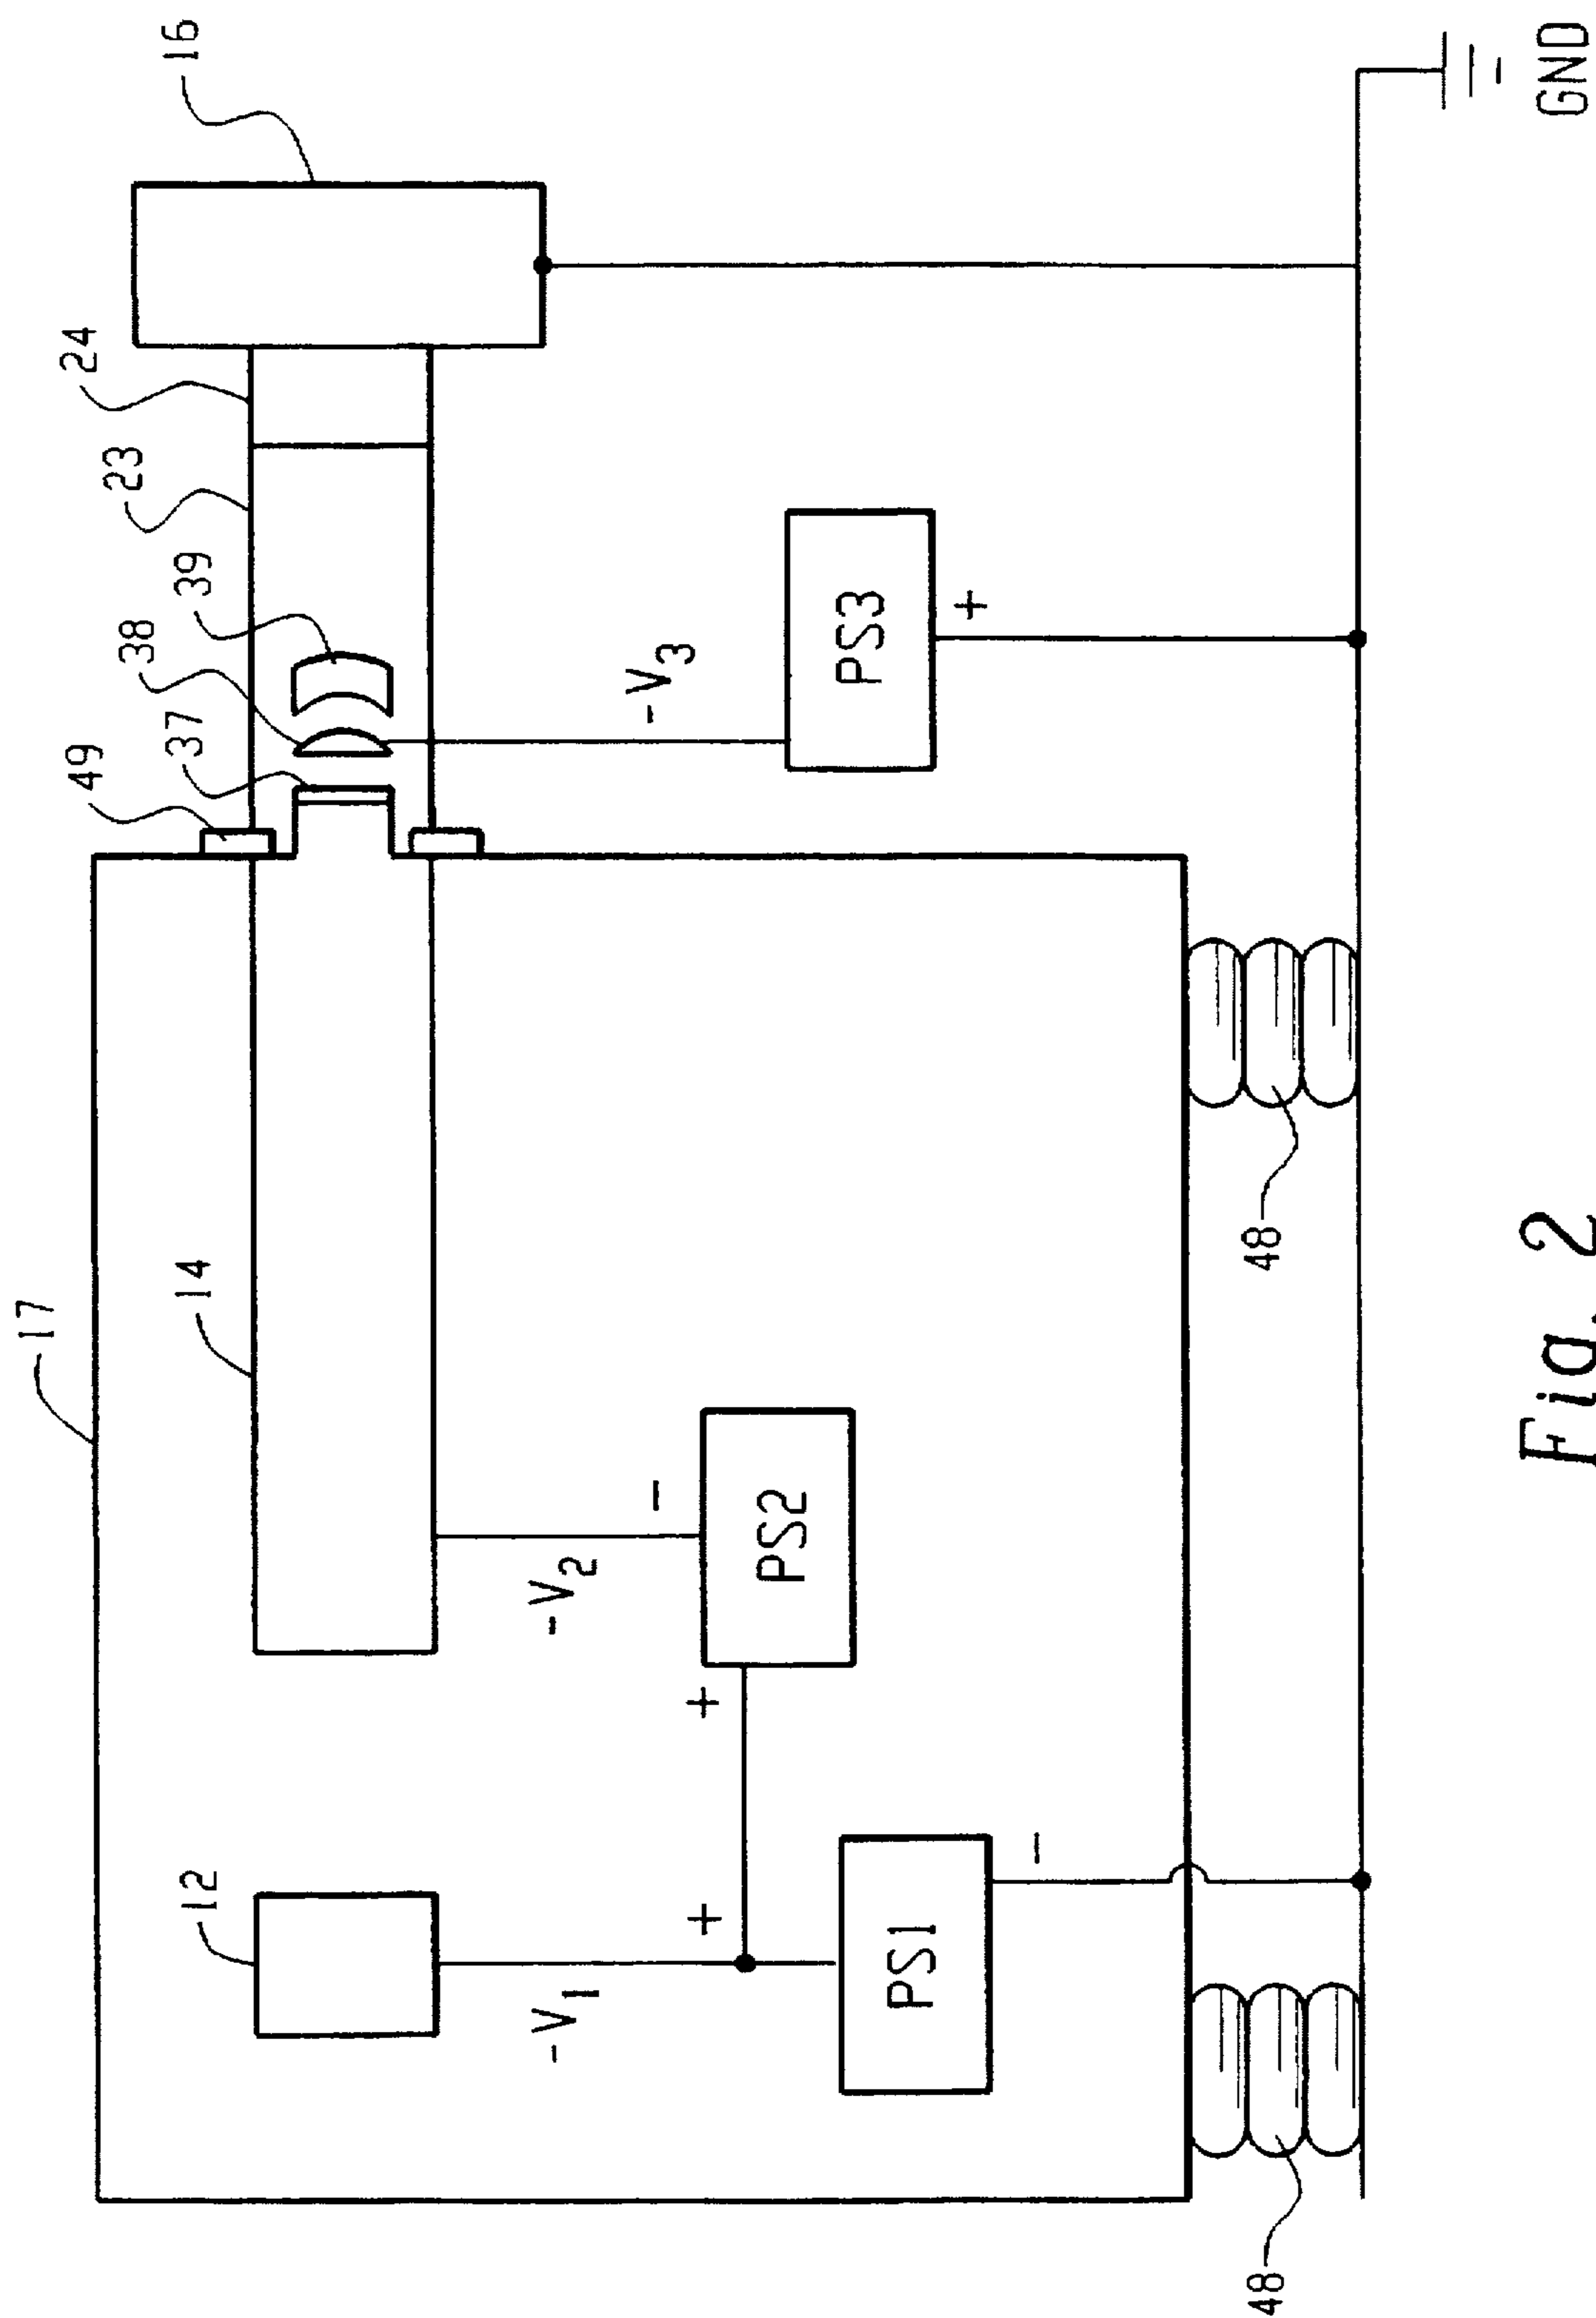 17
49
24
38
23
12
14
37
39
16
-V1
-V2
-V3
-
+
+
PS2
PS3
PS1
+
-
48
48
GND
Fig. 2